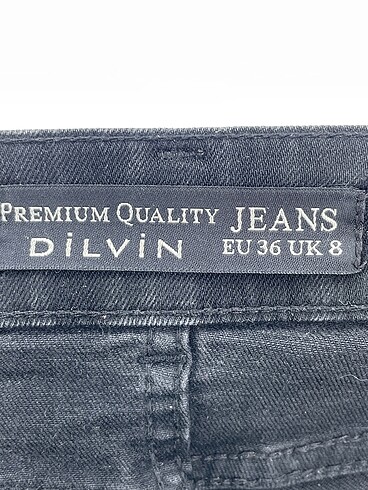 PREMIUM QUALITY JEANS
DİLVİN EU 36 UK 8